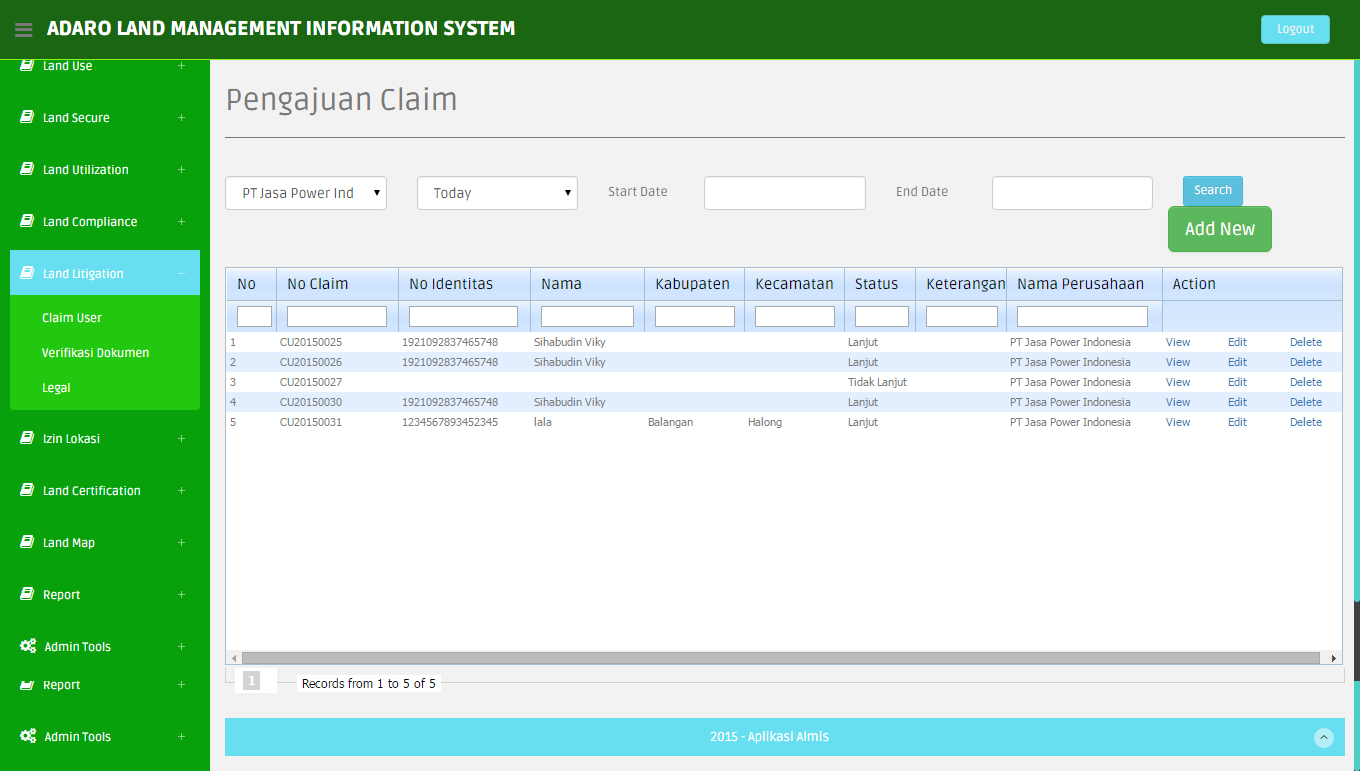 ADARO LAND MANAGEMENT INFORMATION SYSTEM
Logout
Land Use
Land Secure
Land Utilization
Land Compliance
Land Litigation
Claim User
Verifikasi Dokumen
Legal
Izin Lokasi
Land Certification
Land Map
Report
Admin Tools
Report
Admin Tools
Pengajuan Claim
PT Jasa Power Ind
Today
Start Date
End Date
Search
Add New
No No Claim No Identitas Nama Kabupaten Kecamatan Status Keterangan Nama Perusahaan Action
1 CU20150025 1921092837465748 Sihabudin Viky Lanjut PT Jasa Power Indonesia View Edit Delete
2 CU20150026 1921092837465748 Sihabudin Viky Lanjut PT Jasa Power Indonesia View Edit Delete
3 CU20150027 Tidak Lanjut PT Jasa Power Indonesia View Edit Delete
4 CU20150030 1921092837465748 Sihabudin Viky Lanjut PT Jasa Power Indonesia View Edit Delete
5 CU20150031 1234567893452345 lala Balangan Halong Lanjut PT Jasa Power Indonesia View Edit Delete
1 Records from 1 to 5 of 5
2015 - Aplikasi Almis